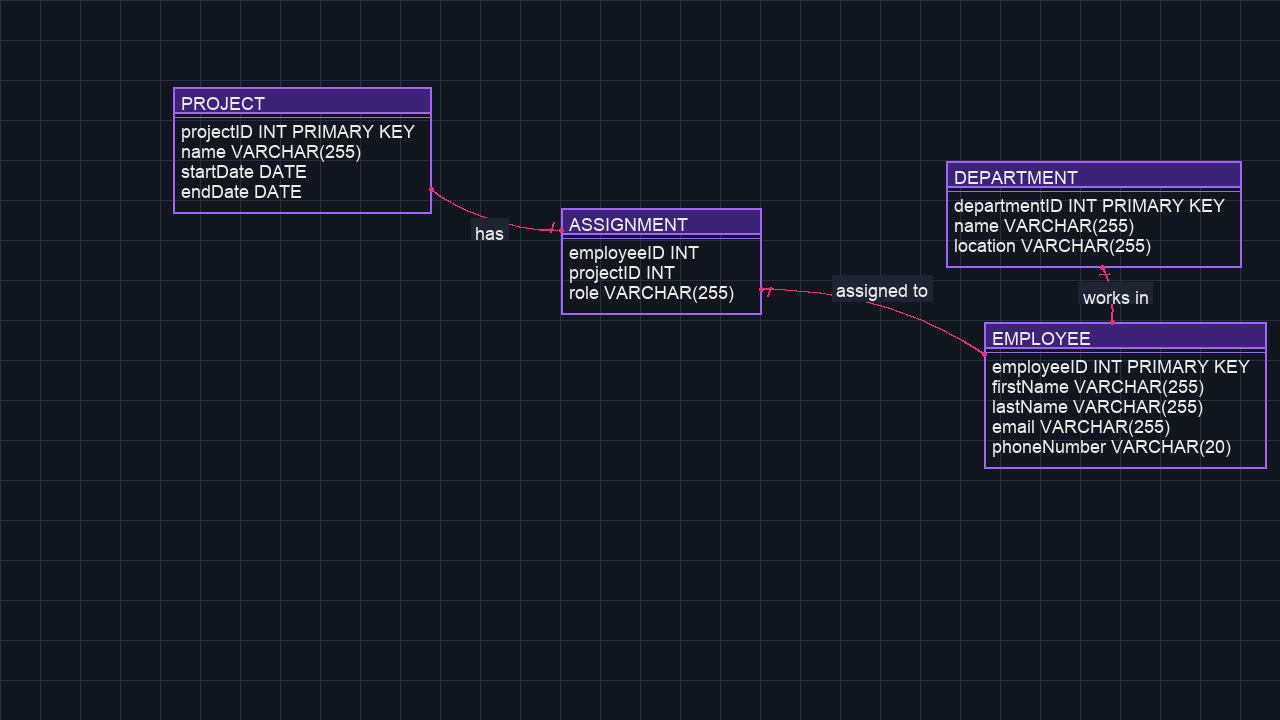 PROJECT
projectID INT PRIMARY KEY
name VARCHAR(255)
startDate DATE
endDate DATE
has
ASSIGNMENT
employeeID INT
projectID INT
role VARCHAR(255)
assigned to
DEPARTMENT
departmentID INT PRIMARY KEY
name VARCHAR(255)
location VARCHAR(255)
works in
EMPLOYEE
employeeID INT PRIMARY KEY
firstName VARCHAR(255)
lastName VARCHAR(255)
email VARCHAR(255)
phoneNumber VARCHAR(20)